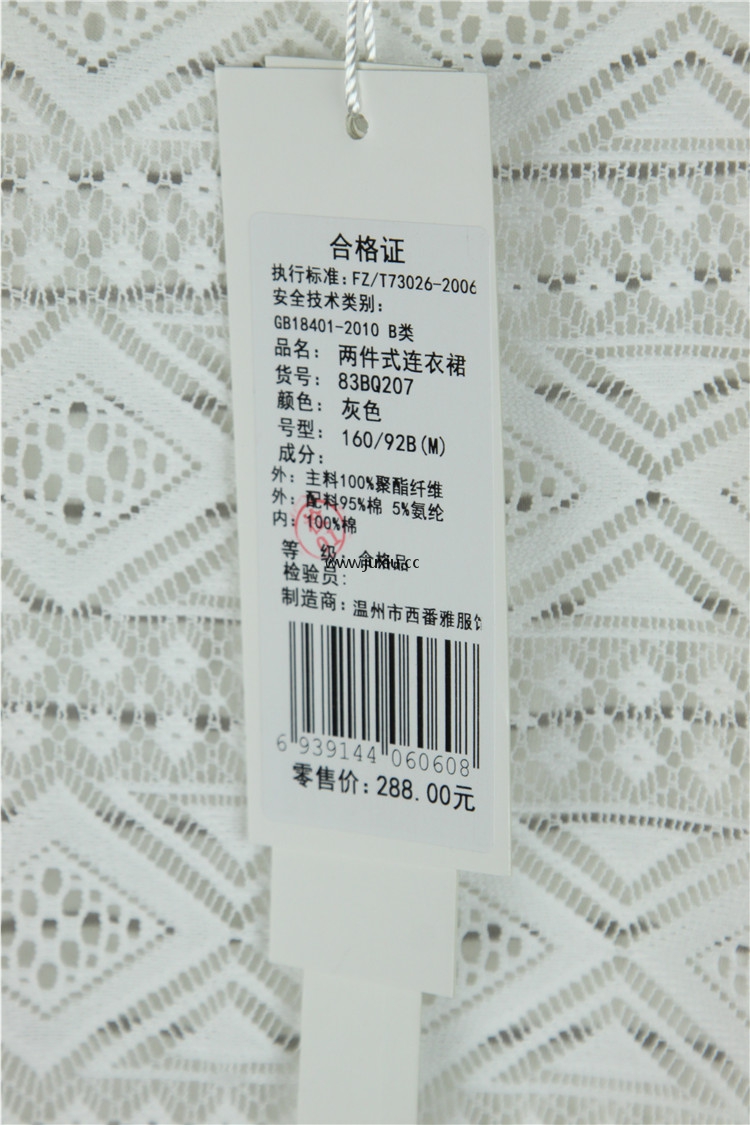 合格证
执行标准: FZ/T73026-2006
安全技术类别:
GB18401-2010 B类
品名: 两件式连衣裙
货号: 83BQ207
颜色: 灰色
号型: 160/92B(M)
成分:
外: 主料100%聚酯纤维
外: 配料95%棉 5%氨纶
内: 100%棉
等 级: 合格品
www.juxiu.cc
检验员:
制造商: 温州市西番雅服饰
6 939144 060608
零售价: 288.00元